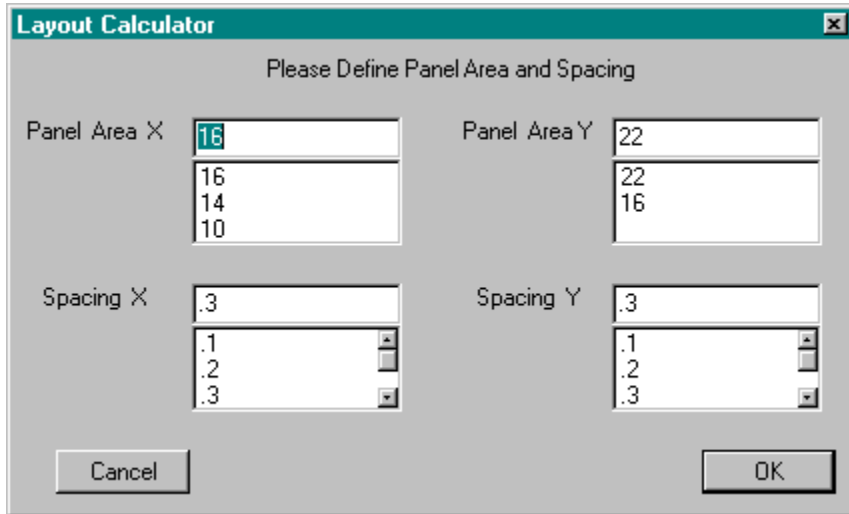 Layout Calculator
Please Define Panel Area and Spacing
Panel Area X
16
16
14
10
Panel Area Y
22
22
16
Spacing X
.3
.1
.2
.3
Spacing Y
.3
.1
.2
.3
Cancel
OK